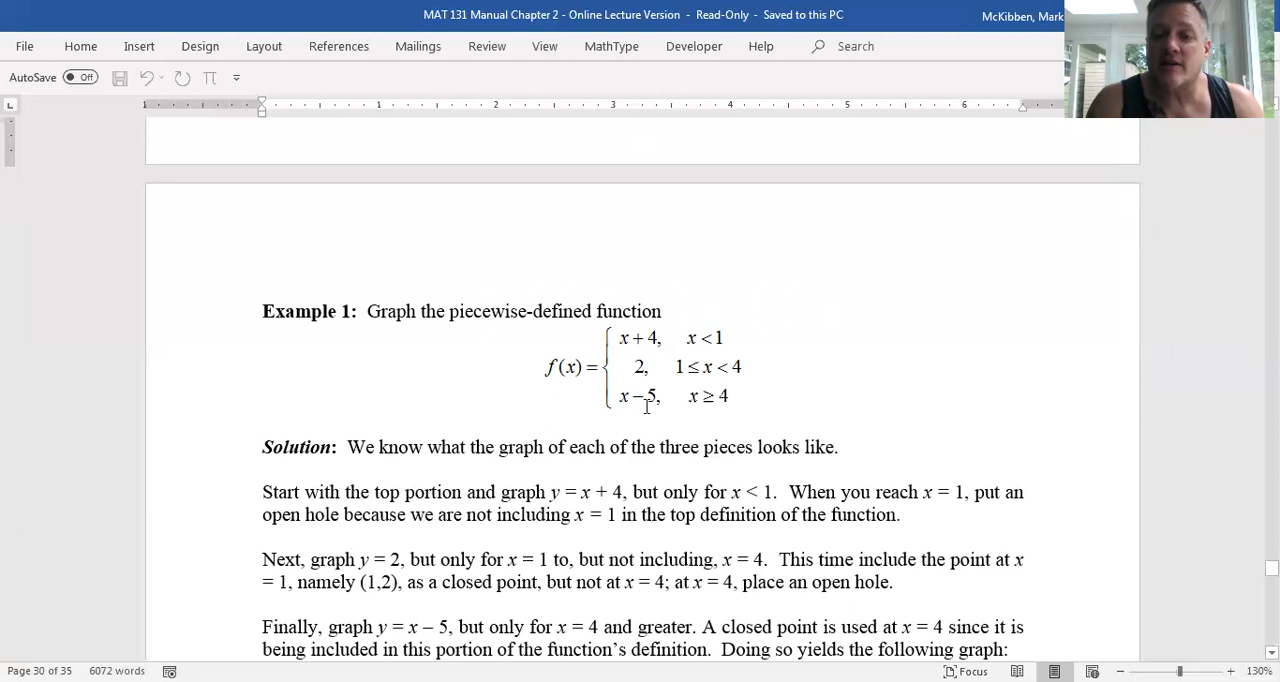 MAT 131 Manual Chapter 2 - Online Lecture Version - Read-Only - Saved to this PC
McKibben, Mark
File Home Insert Design Layout References Mailings Review View MathType Developer Help Search
AutoSave Off
1 1 2 3 4 5 6
Example 1: Graph the piecewise-defined function
x + 4, x < 1
f(x) = { 2, 1 ≤ x < 4
x − 5, x ≥ 4
Solution: We know what the graph of each of the three pieces looks like.
Start with the top portion and graph y = x + 4, but only for x < 1. When you reach x = 1, put an
open hole because we are not including x = 1 in the top definition of the function.
Next, graph y = 2, but only for x = 1 to, but not including, x = 4. This time include the point at x
= 1, namely (1,2), as a closed point, but not at x = 4; at x = 4, place an open hole.
Finally, graph y = x – 5, but only for x = 4 and greater. A closed point is used at x = 4 since it is
being included in this portion of the function's definition. Doing so yields the following graph:
Page 30 of 35 6072 words Focus 130%